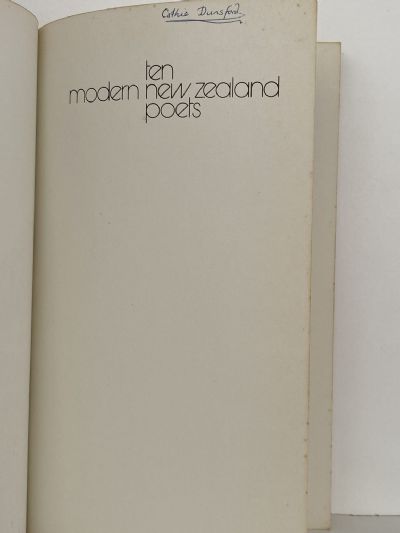 Cathie Dunsford
ten
modern new zealand
poets